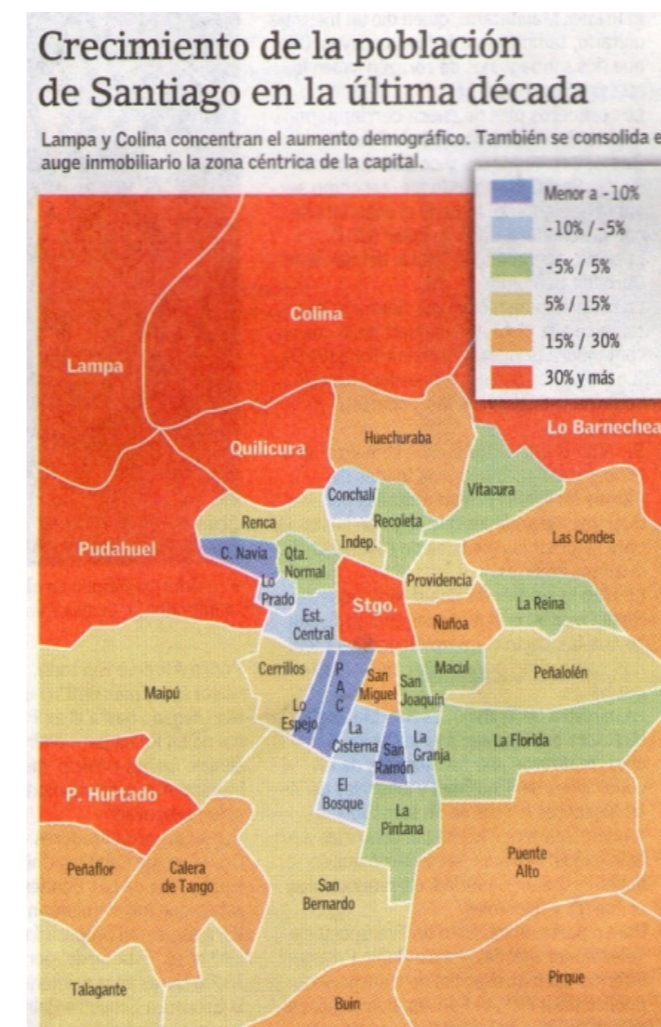 Crecimiento de la población
de Santiago en la última década
Lampa y Colina concentran el aumento demográfico. También se consolida e
auge inmobiliario la zona céntrica de la capital.
Menor a -10%
-10% / -5%
-5% / 5%
5% / 15%
15% / 30%
30% y más
Colina
Lampa
Lo Barnechea
Huechuraba
Quilicura
Vitacura
Conchalí
Recoleta
Renca
Las Condes
Indep.
Pudahuel
C. Navia
Qta.
Normal
Lo
Prado
Providencia
Stgo.
La Reina
Est.
Central
Ñuñoa
Cerrillos
P
A
C
San
Miguel
San
Joaquín
Macul
Peñalolén
Maipú
Lo
Espejo
La
Cisterna
San
Ramón
La
Granja
La Florida
El
Bosque
P. Hurtado
La
Pintana
Peñaflor
Calera
de Tango
Puente
Alto
San
Bernardo
Talagante
Buin
Pirque